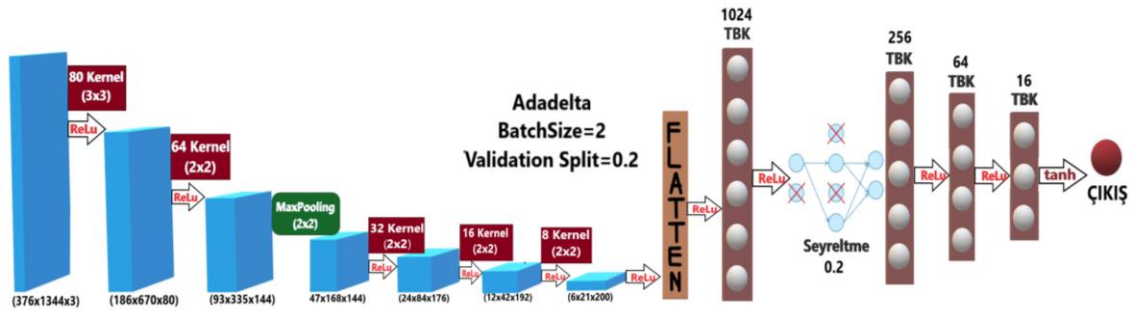 80 Kernel
(3x3)
ReLu
64 Kernel
(2x2)
ReLu
MaxPooling
(2x2)
32 Kernel
(2x2)
ReLu
16 Kernel
(2x2)
ReLu
8 Kernel
(2x2)
ReLu
ReLu
(376x1344x3)
(186x670x80)
(93x335x144)
47x168x144)
(24x84x176)
(12x42x192)
(6x21x200)
Adadelta
BatchSize=2
Validation Split=0.2
FLATTEN
ReLu
1024
TBK
ReLu
Seyreltme
0.2
256
TBK
ReLu
64
TBK
ReLu
16
TBK
tanh
ÇIKIŞ